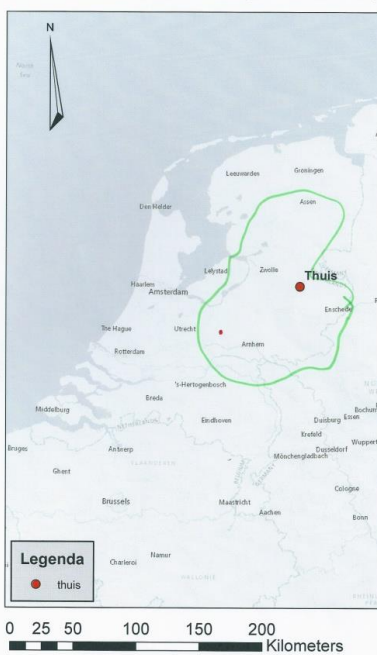 N
Leeuwarden
Groningen
Assen
Den Helder
Lelystad
Zwolle
Thuis
Haarlem
Amsterdam
Enschede
The Hague
Utrecht
Arnhem
Rotterdam
's-Hertogenbosch
Breda
Middelburg
Eindhoven
Duisburg
Essen
Bochum
Krefeld
Wuppert
Dusseldorf
Mönchengladbach
Bruges
Antwerp
Ghent
Cologne
Brussels
Maastricht
Aachen
Bonn
Charleroi
Namur
Legenda
thuis
0 25 50 100 150 200
Kilometers